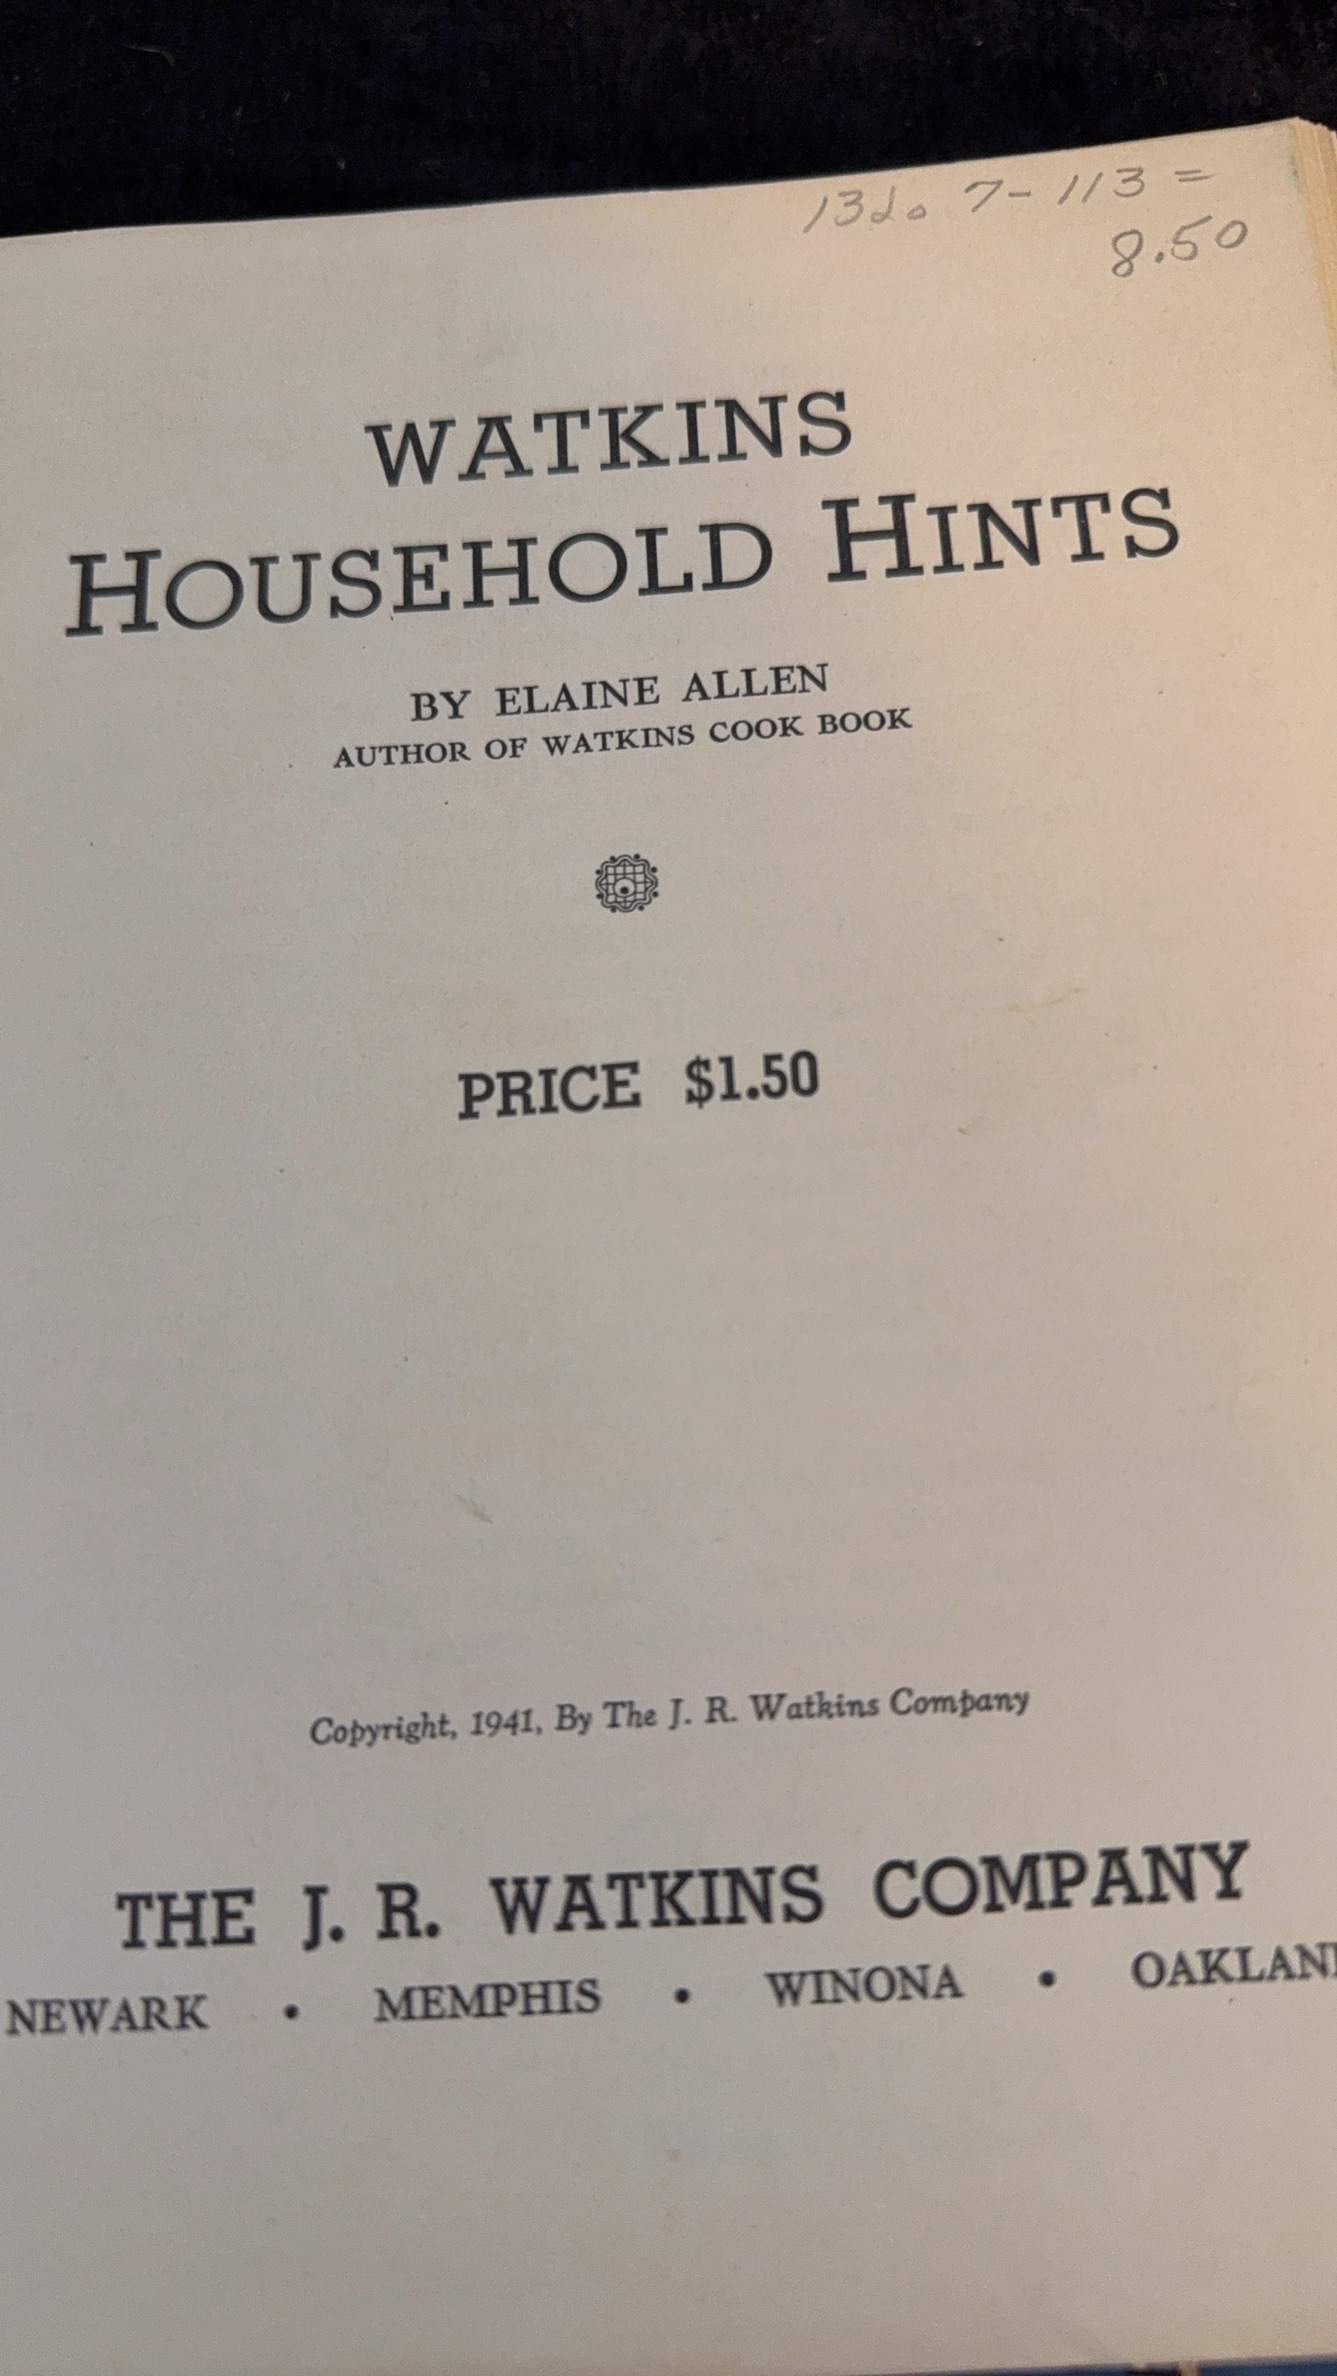 132. 7- 113 =
8.50
WATKINS
HOUSEHOLD HINTS
BY ELAINE ALLEN
AUTHOR OF WATKINS COOK BOOK
PRICE $1.50
Copyright, 1941, By The J. R. Watkins Company
THE J. R. WATKINS COMPANY
NEWARK • MEMPHIS • WINONA • OAKLAN